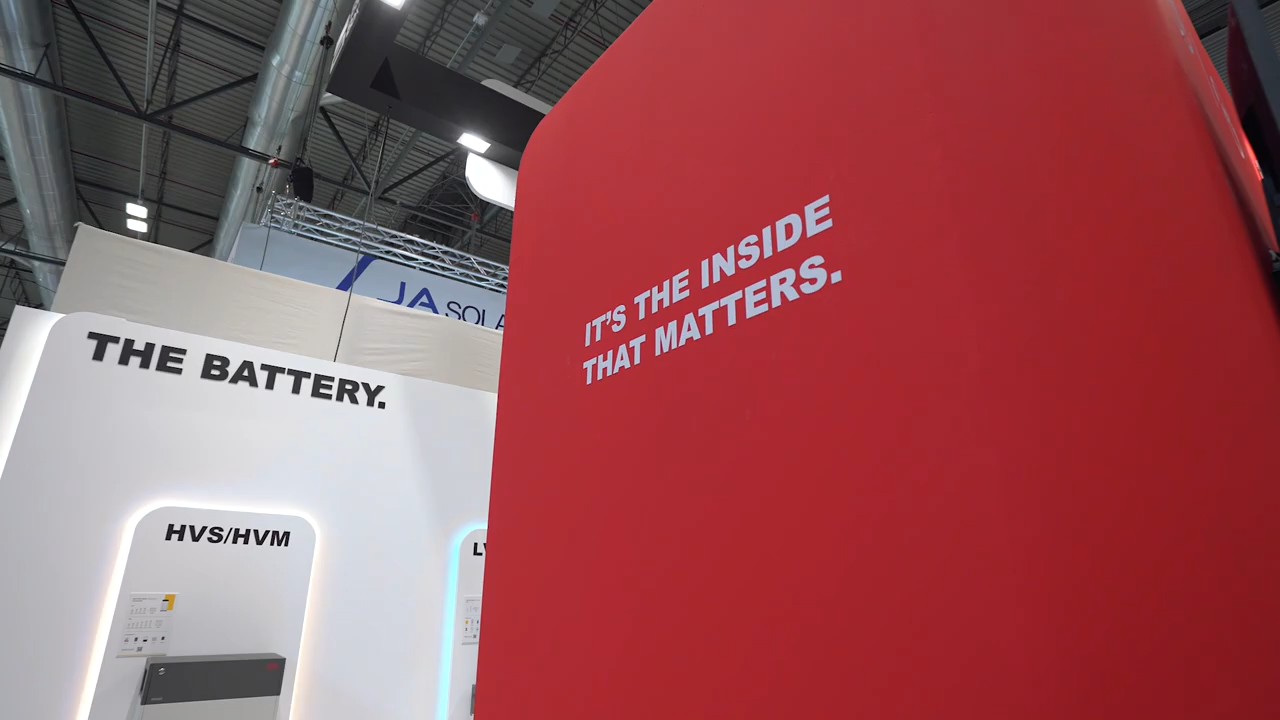 IT'S THE INSIDE
THAT MATTERS.
JA SOLA
THE BATTERY.
HVS/HVM